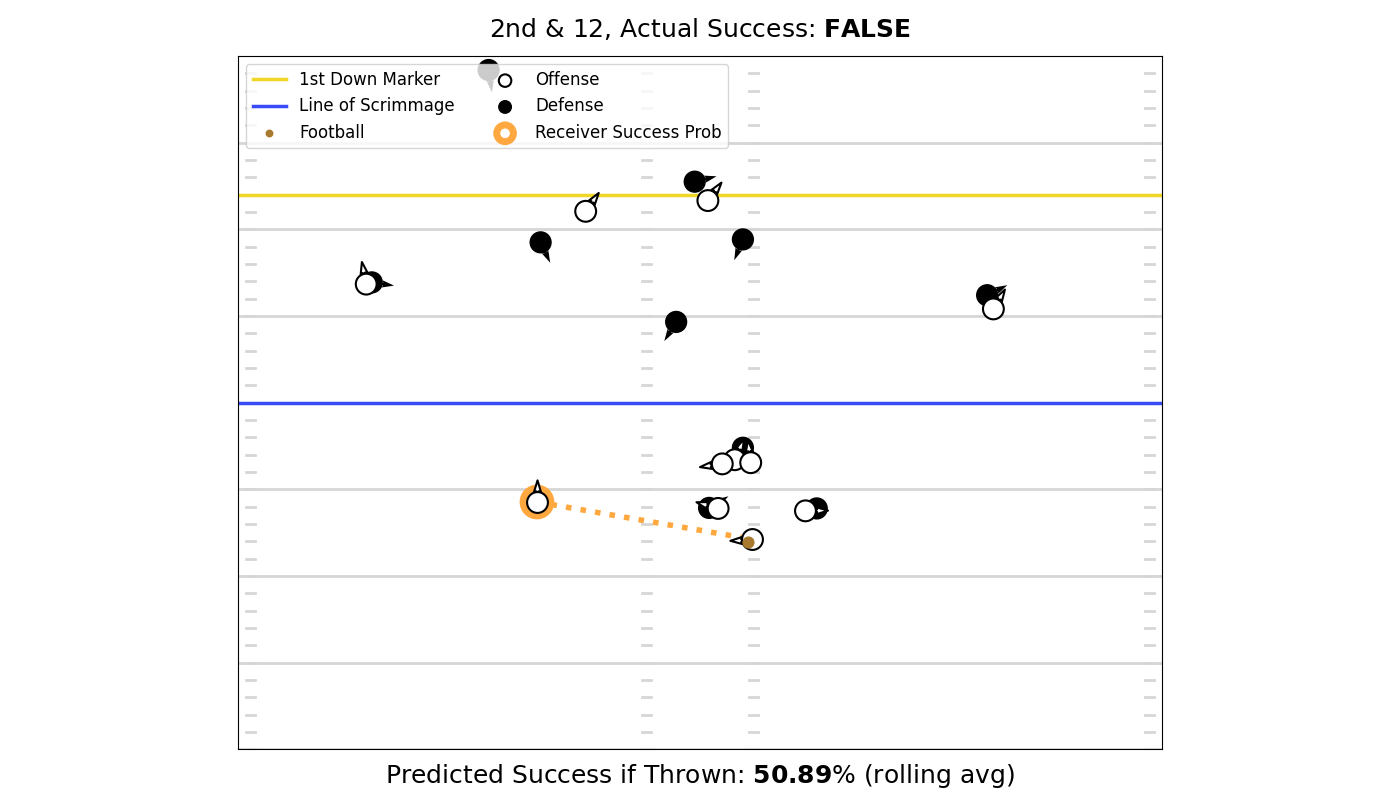 2nd & 12, Actual Success: FALSE
1st Down Marker
Line of Scrimmage
Football
Offense
Defense
Receiver Success Prob
Predicted Success if Thrown: 50.89% (rolling avg)